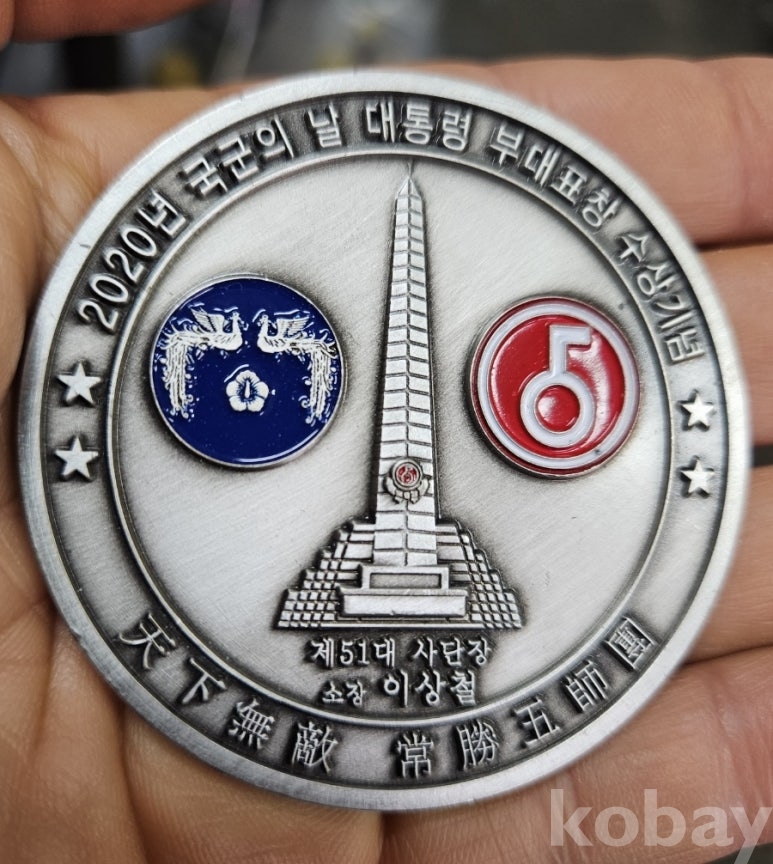 2020년 국군의 날 대통령 부대표창 수상기념
제51대 사단장
소장 이상철
天下無敵 常勝五師團
kobay